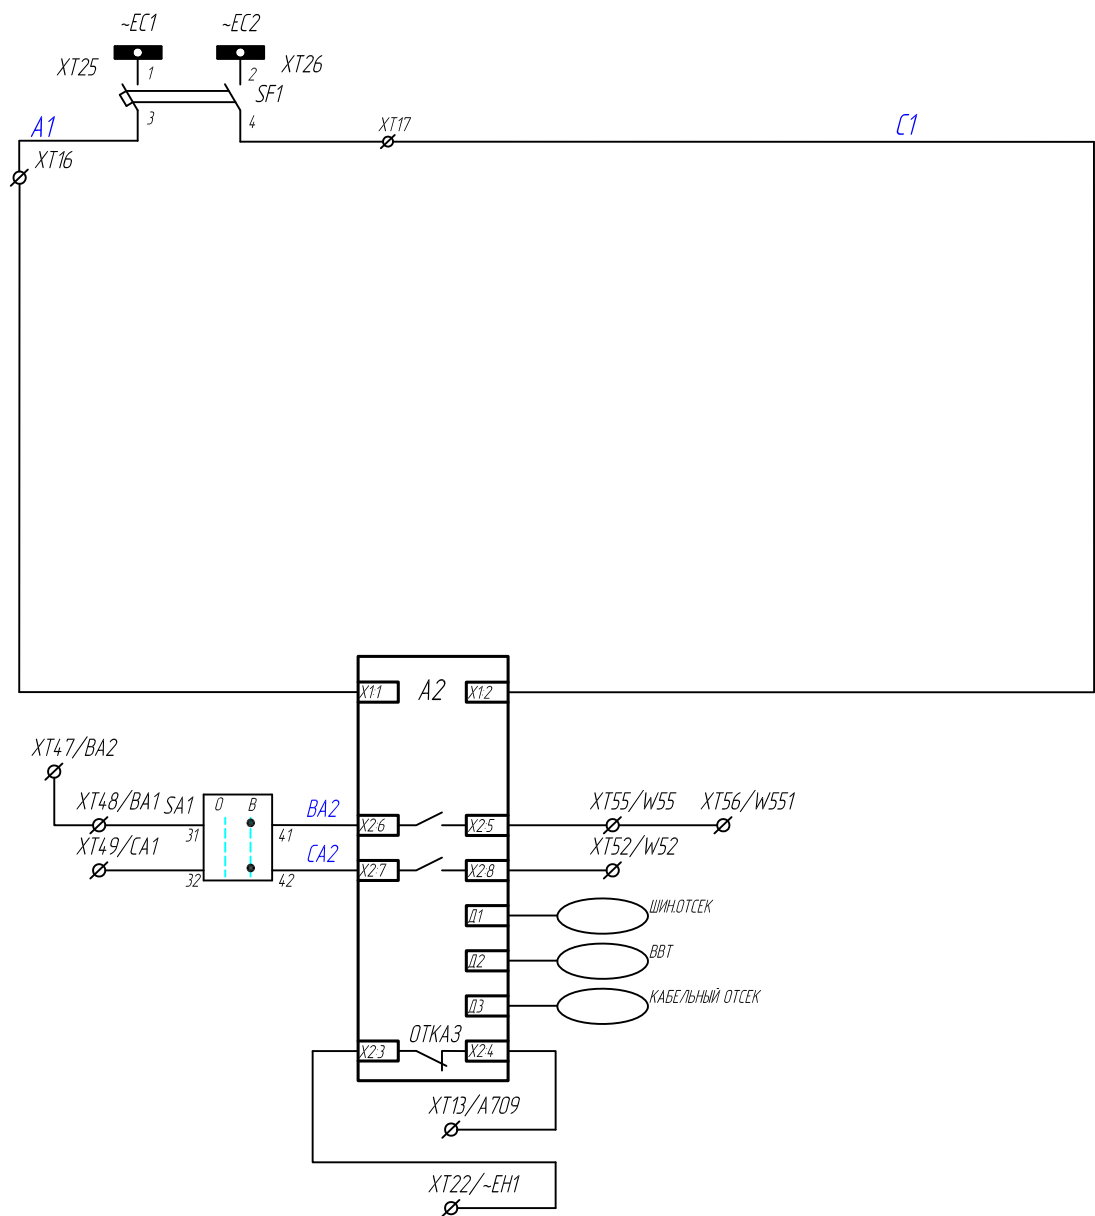 ~EC1
~EC2
XT25
XT26
1
2
SF1
3
4
A1
XT17
C1
XT16
X1:1
A2
X1:2
XT47/BA2
XT48/BA1
SA1
O
B
BA2
XT55/W55
XT56/W551
31
41
X2:6
X2:5
XT49/CA1
CA2
XT52/W52
32
42
X2:7
X2:8
Д1
ШИН.ОТСЕК
Д2
ВВТ
Д3
КАБЕЛЬНЫЙ ОТСЕК
ОТКАЗ
X2:3
X2:4
XT13/A709
XT22/~EH1